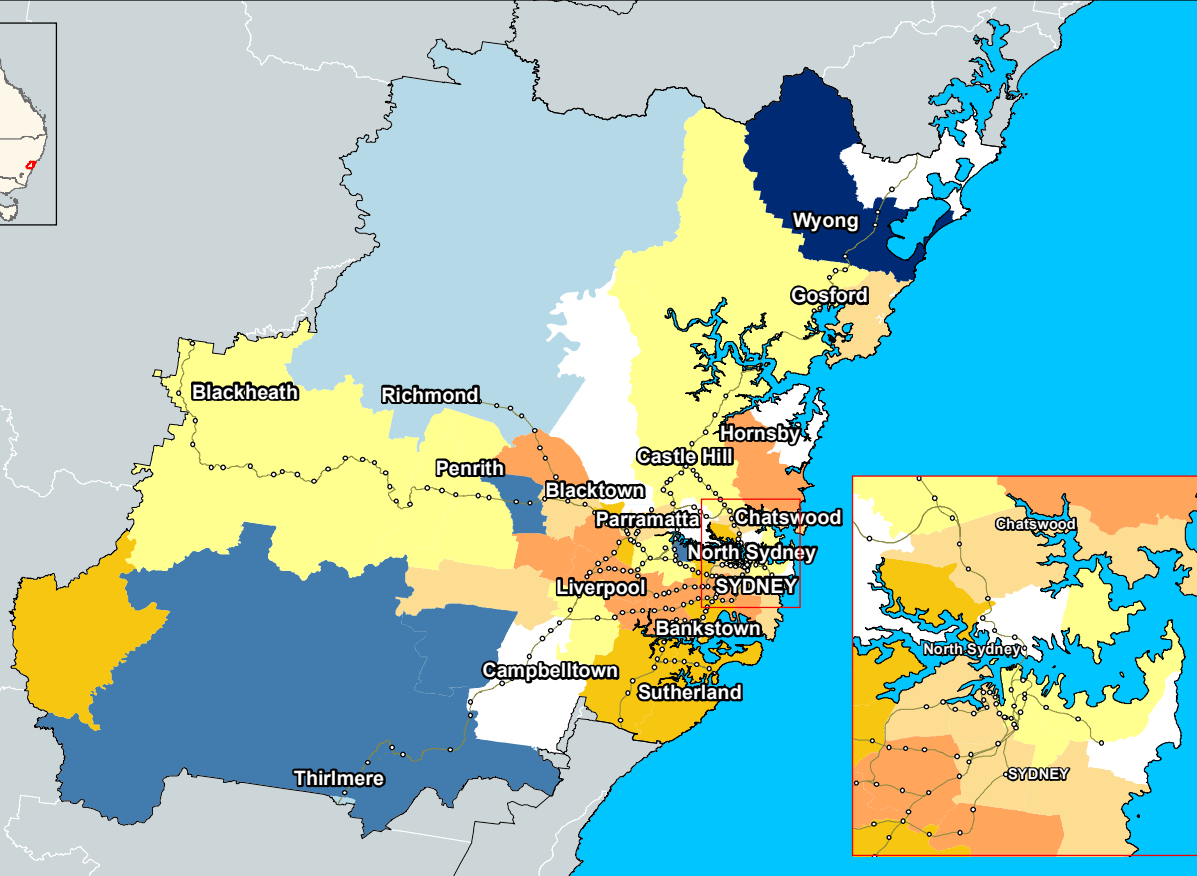 Wyong
Gosford
Blackheath
Richmond
Hornsby
Castle Hill
Penrith
Blacktown
Parramatta
Chatswood
North Sydney
Liverpool
SYDNEY
Bankstown
Campbelltown
Sutherland
Thirlmere
Chatswood
North Sydney
SYDNEY